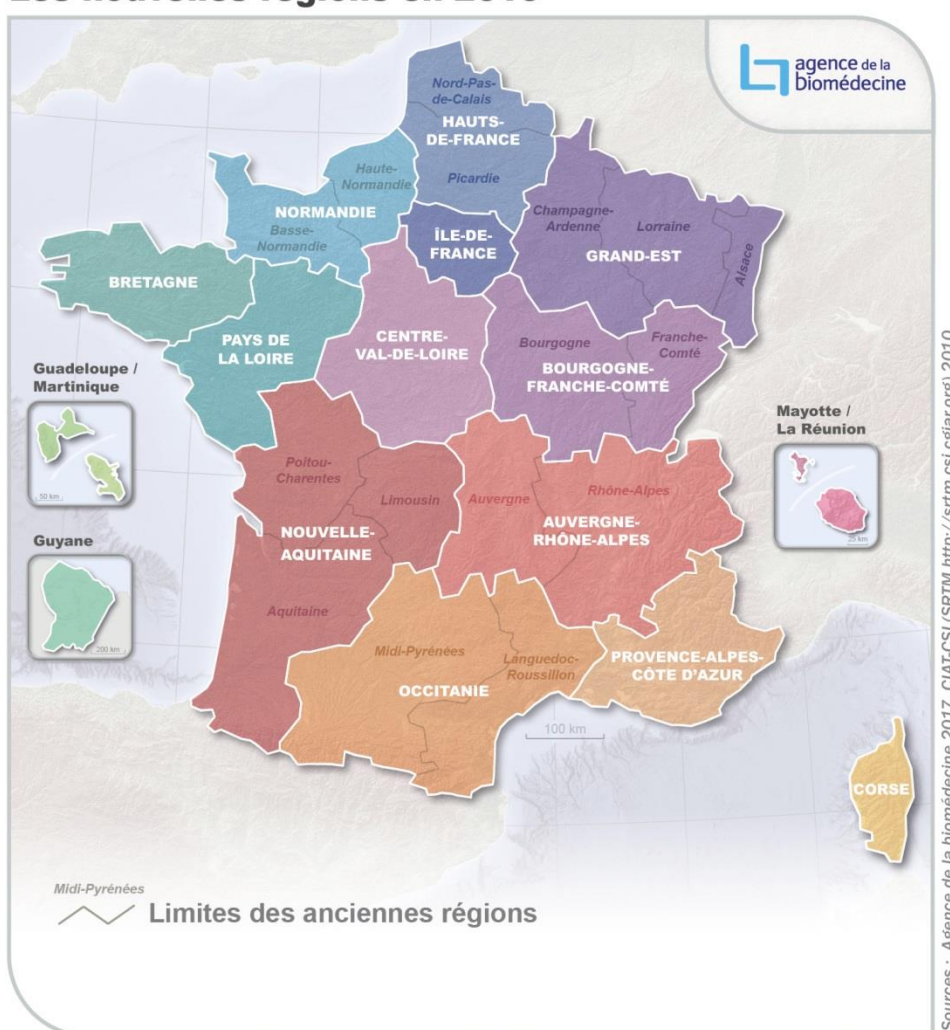 Les nouvelles régions en 2016
agence de la
biomédecine
Nord-Pas-
de-Calais
HAUTS-
DE-FRANCE
Picardie
Haute-
Normandie
NORMANDIE
Basse-
Normandie
ÎLE-DE-
FRANCE
Champagne-
Ardenne
Lorraine
GRAND-EST
Alsace
BRETAGNE
PAYS DE
LA LOIRE
CENTRE-
VAL-DE-LOIRE
Bourgogne
Franche-
Comté
BOURGOGNE-
FRANCHE-COMTÉ
Guadeloupe /
Martinique
50 km
Guyane
200 km
Mayotte /
La Réunion
25 km
Poitou-
Charentes
Limousin
NOUVELLE-
AQUITAINE
Aquitaine
Auvergne
Rhône-Alpes
AUVERGNE-
RHÔNE-ALPES
Midi-Pyrénées
Languedoc-
Roussillon
OCCITANIE
PROVENCE-ALPES-
CÔTE D'AZUR
100 km
CORSE
Midi-Pyrénées
Limites des anciennes régions
Sources : Agence de la biomédecine 2017, CIAT-CSI (SRTM http://srtm.csi.cgiar.org) 2010